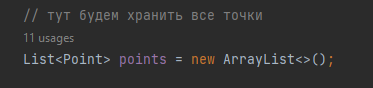 // тут будем хранить все точки
11 usages
List<Point> points = new ArrayList<>();